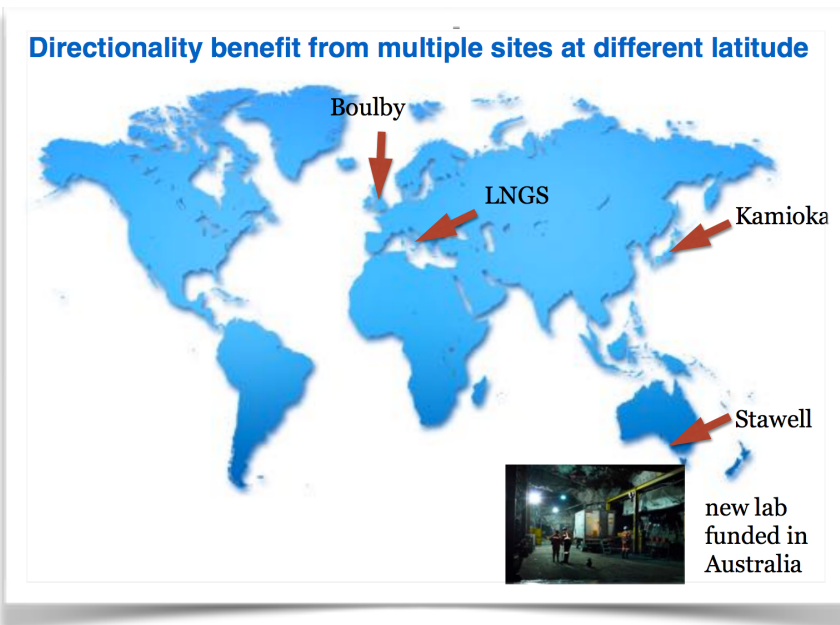 Directionality benefit from multiple sites at different latitude
Boulby
LNGS
Kamioka
Stawell
new lab
funded in
Australia